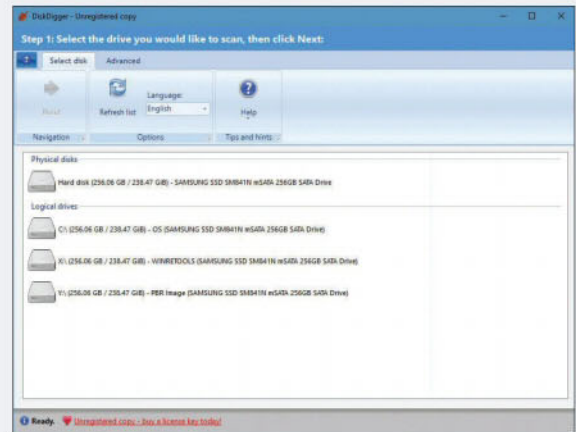 DiskDigger - Unregistered copy
Step 1: Select the drive you would like to scan, then click Next:
Select disk Advanced
Next Refresh list Language: English Help
Navigation Options Tips and hints
Physical disks
Hard disk (256.06 GB / 238.47 GiB) - SAMSUNG SSD SM841N mSATA 256GB SATA Drive
Logical drives
C:\ (256.06 GB / 238.47 GiB) - OS (SAMSUNG SSD SM841N mSATA 256GB SATA Drive)
X:\ (256.06 GB / 238.47 GiB) - WINRETOOLS (SAMSUNG SSD SM841N mSATA 256GB SATA Drive)
Y:\ (256.06 GB / 238.47 GiB) - PBR Image (SAMSUNG SSD SM841N mSATA 256GB SATA Drive)
Ready. Unregistered copy - buy a license key today!